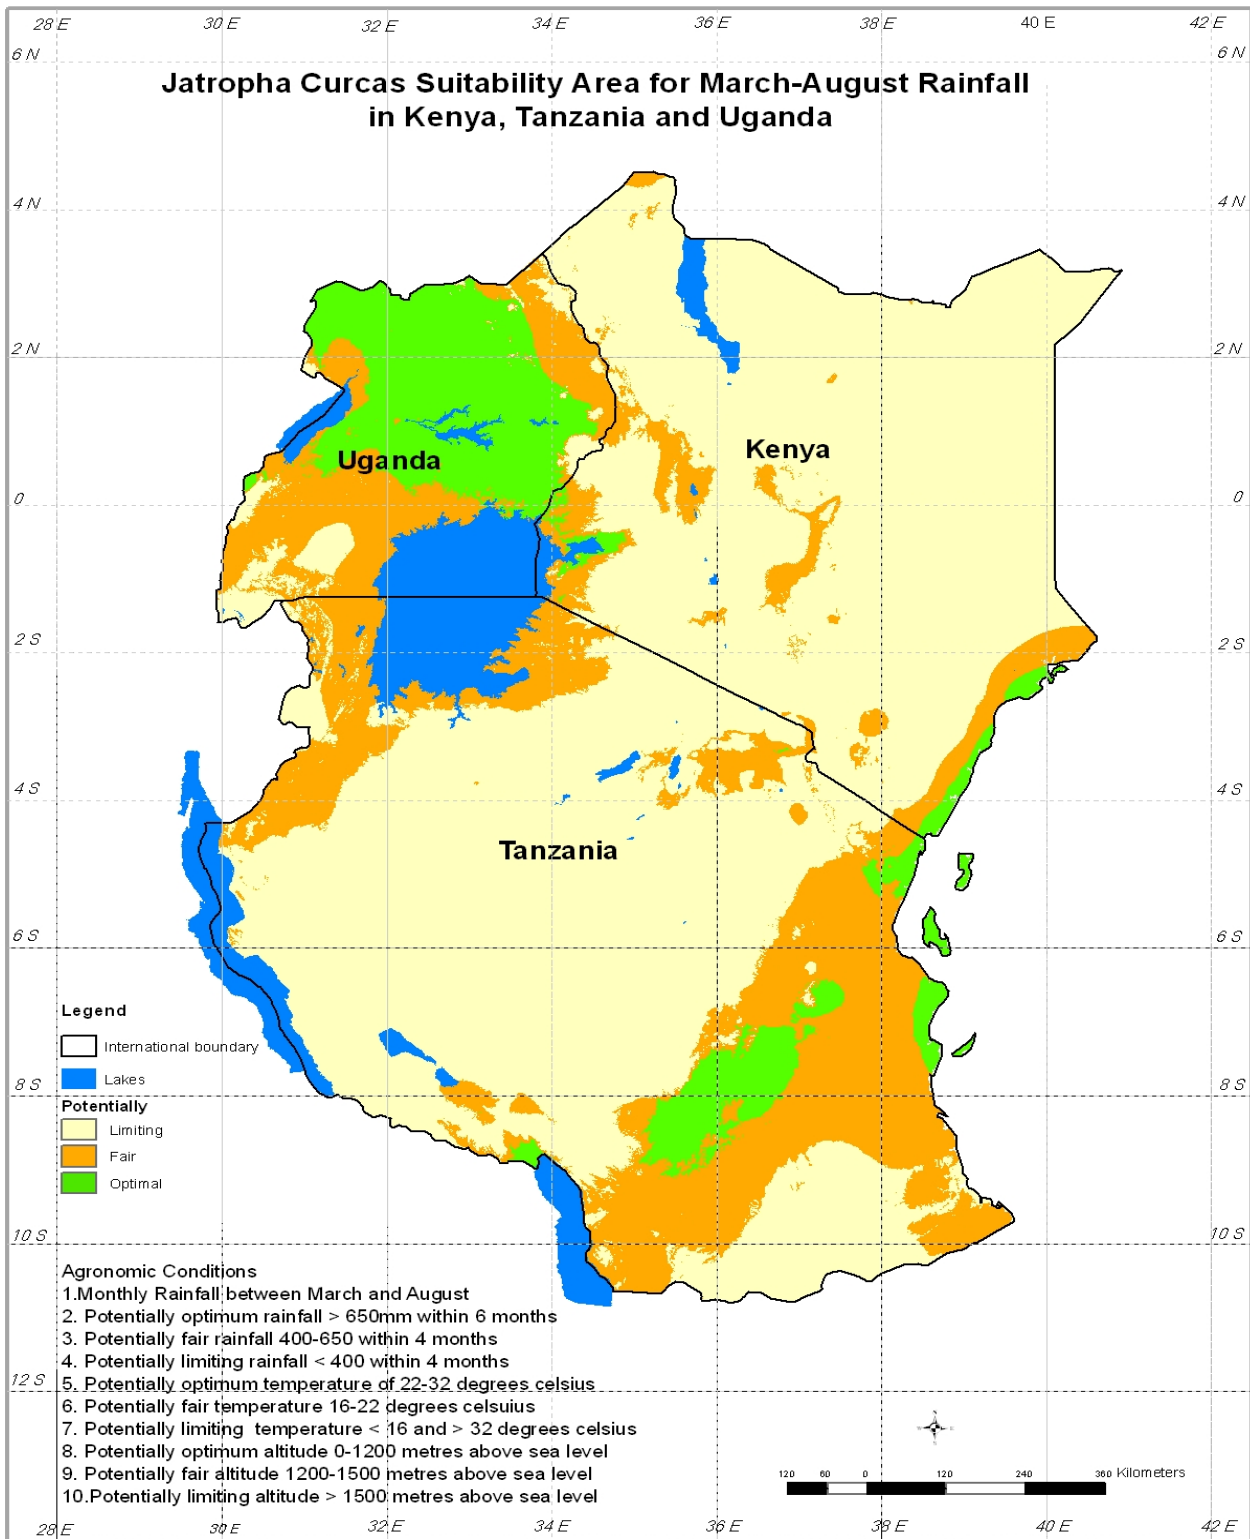 28 E 30 E 32 E 34 E 36 E 38 E 40 E 42 E
6 N 6 N
Jatropha Curcas Suitability Area for March-August Rainfall
in Kenya, Tanzania and Uganda
4 N 4 N
2 N 2 N
Kenya
Uganda
0 0
2 S 2 S
4 S 4 S
Tanzania
6 S 6 S
Legend
International boundary
Lakes
8 S 8 S
Potentially
Limiting
Fair
Optimal
10 S 10 S
Agronomic Conditions
1.Monthly Rainfall between March and August
2. Potentially optimum rainfall > 650mm within 6 months
3. Potentially fair rainfall 400-650 within 4 months
4. Potentially limiting rainfall < 400 within 4 months
12 S 12 S
5. Potentially optimum temperature of 22-32 degrees celsius
6. Potentially fair temperature 16-22 degrees celsuius
7. Potentially limiting temperature < 16 and > 32 degrees celsius
8. Potentially optimum altitude 0-1200 metres above sea level
9. Potentially fair altitude 1200-1500 metres above sea level
10.Potentially limiting altitude > 1500 metres above sea level
120 60 0 120 240 360 Kilometers
28 E 30 E 32 E 34 E 36 E 38 E 40 E 42 E